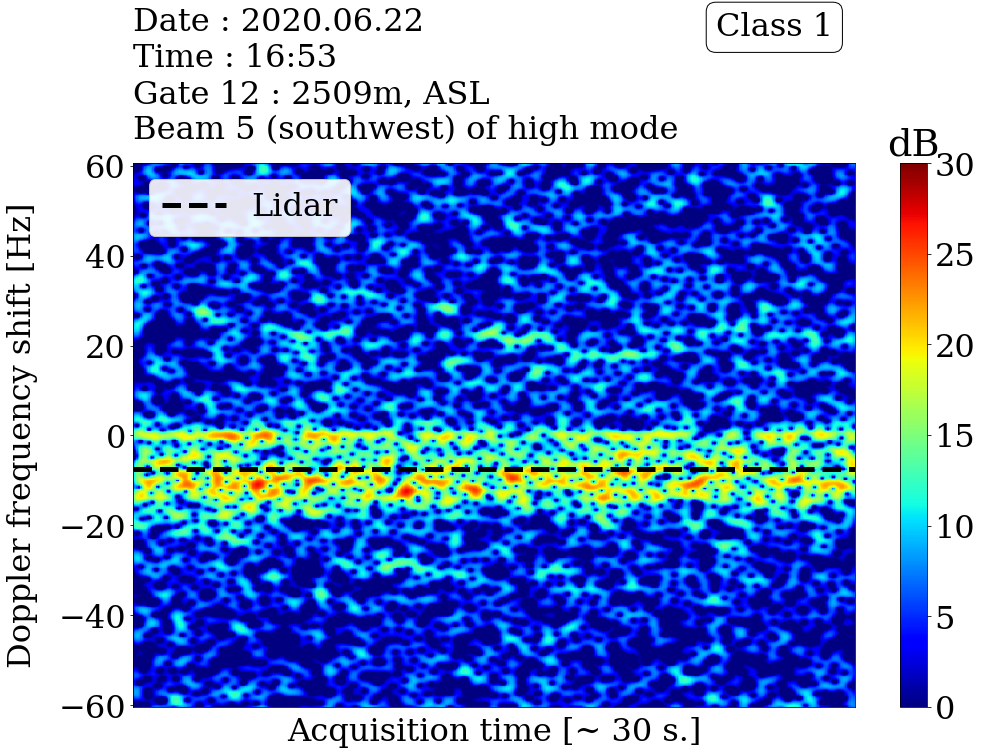 Date : 2020.06.22
Time : 16:53
Gate 12 : 2509m, ASL
Beam 5 (southwest) of high mode
Class 1
dB
Lidar
60
40
20
0
−20
−40
−60
Doppler frequency shift [Hz]
Acquisition time [~ 30 s.]
30
25
20
15
10
5
0